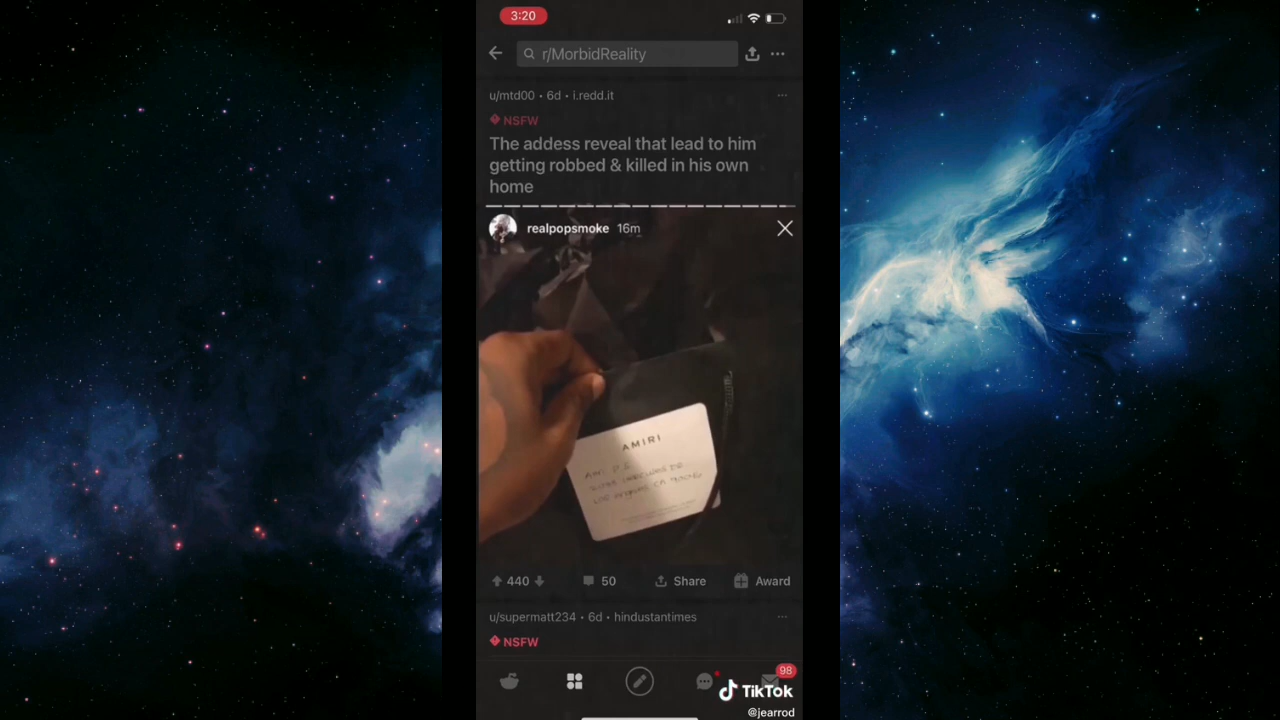 3:20
r/MorbidReality
u/mtd00 • 6d • i.redd.it
NSFW
The addess reveal that lead to him
getting robbed & killed in his own
home
realpopsmoke 16m
AMIRI
440
50
Share
Award
u/supermatt234 • 6d • hindustantimes
NSFW
98
TikTok
@jearrod